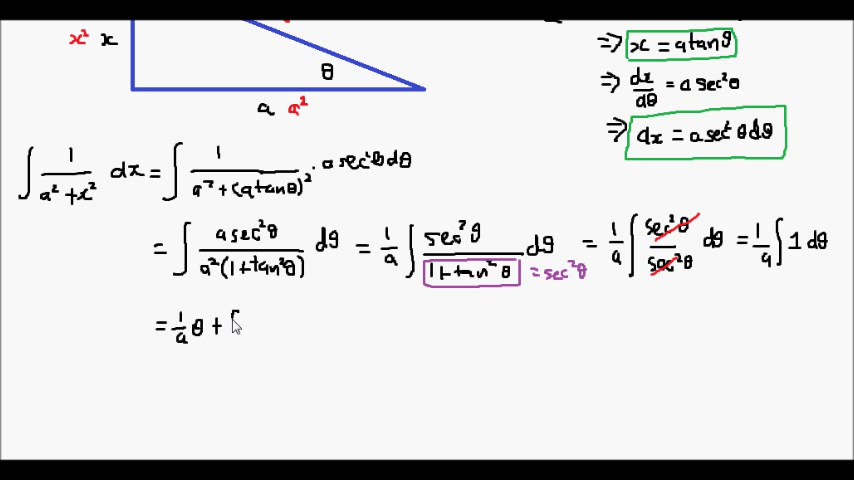 x² x
θ
a a²
⇒ x = a tanθ
⇒ dx/dθ = a sec²θ
⇒ dx = a sec²θ dθ
∫ 1/(a² + x²) dx = ∫ 1/(a² + (a tanθ)²) · a sec²θ dθ
= ∫ a sec²θ/(a²(1 + tan²θ)) dθ = 1/a ∫ sec²θ/(1 + tan²θ) dθ = 1/a ∫ sec²θ/sec²θ dθ = 1/a ∫ 1 dθ
= sec²θ
= 1/a θ +